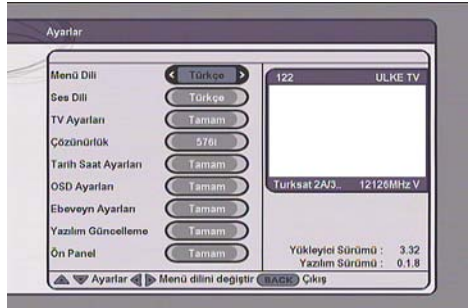 Ayarlar
Menü Dili Türkçe
Ses Dili Türkçe
TV Ayarları Tamam
Çözünürlük 576i
Tarih Saat Ayarları Tamam
OSD Ayarları Tamam
Ebeveyn Ayarları Tamam
Yazılım Güncelleme Tamam
Ön Panel Tamam
122 ULKE TV
Turksat 2A/3.. 12126MHz V
Yükleyici Sürümü : 3.32
Yazılım Sürümü : 0.1.8
Ayarlar Menü dilini değiştir BACK Çıkış